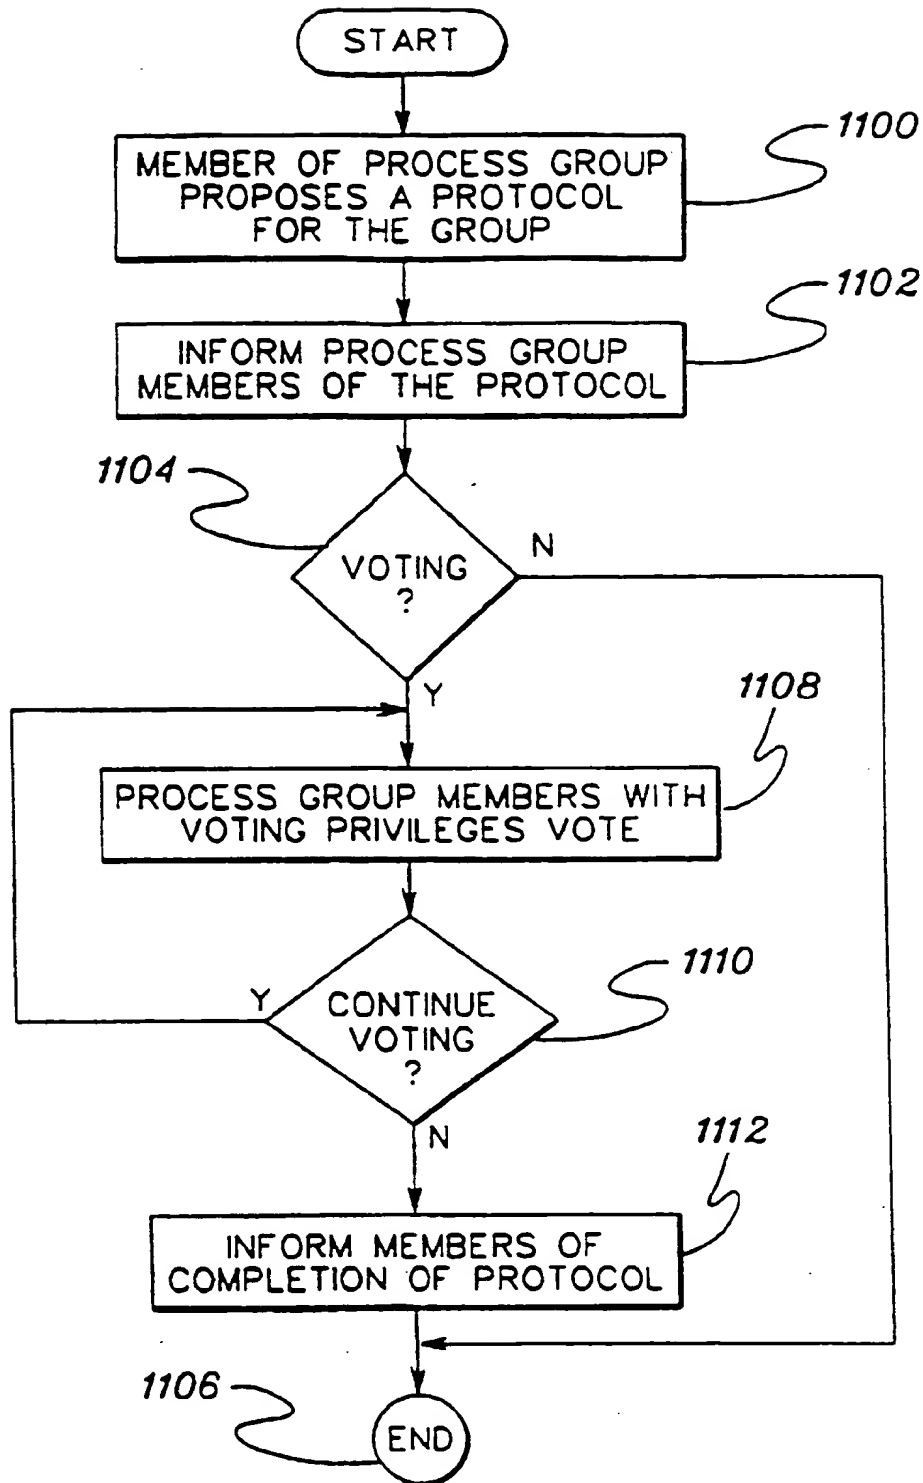 START
MEMBER OF PROCESS GROUP
PROPOSES A PROTOCOL
FOR THE GROUP
1100
INFORM PROCESS GROUP
MEMBERS OF THE PROTOCOL
1102
1104
VOTING
?
N
Y
1108
PROCESS GROUP MEMBERS WITH
VOTING PRIVILEGES VOTE
1110
Y
CONTINUE
VOTING
?
N
1112
INFORM MEMBERS OF
COMPLETION OF PROTOCOL
1106
END